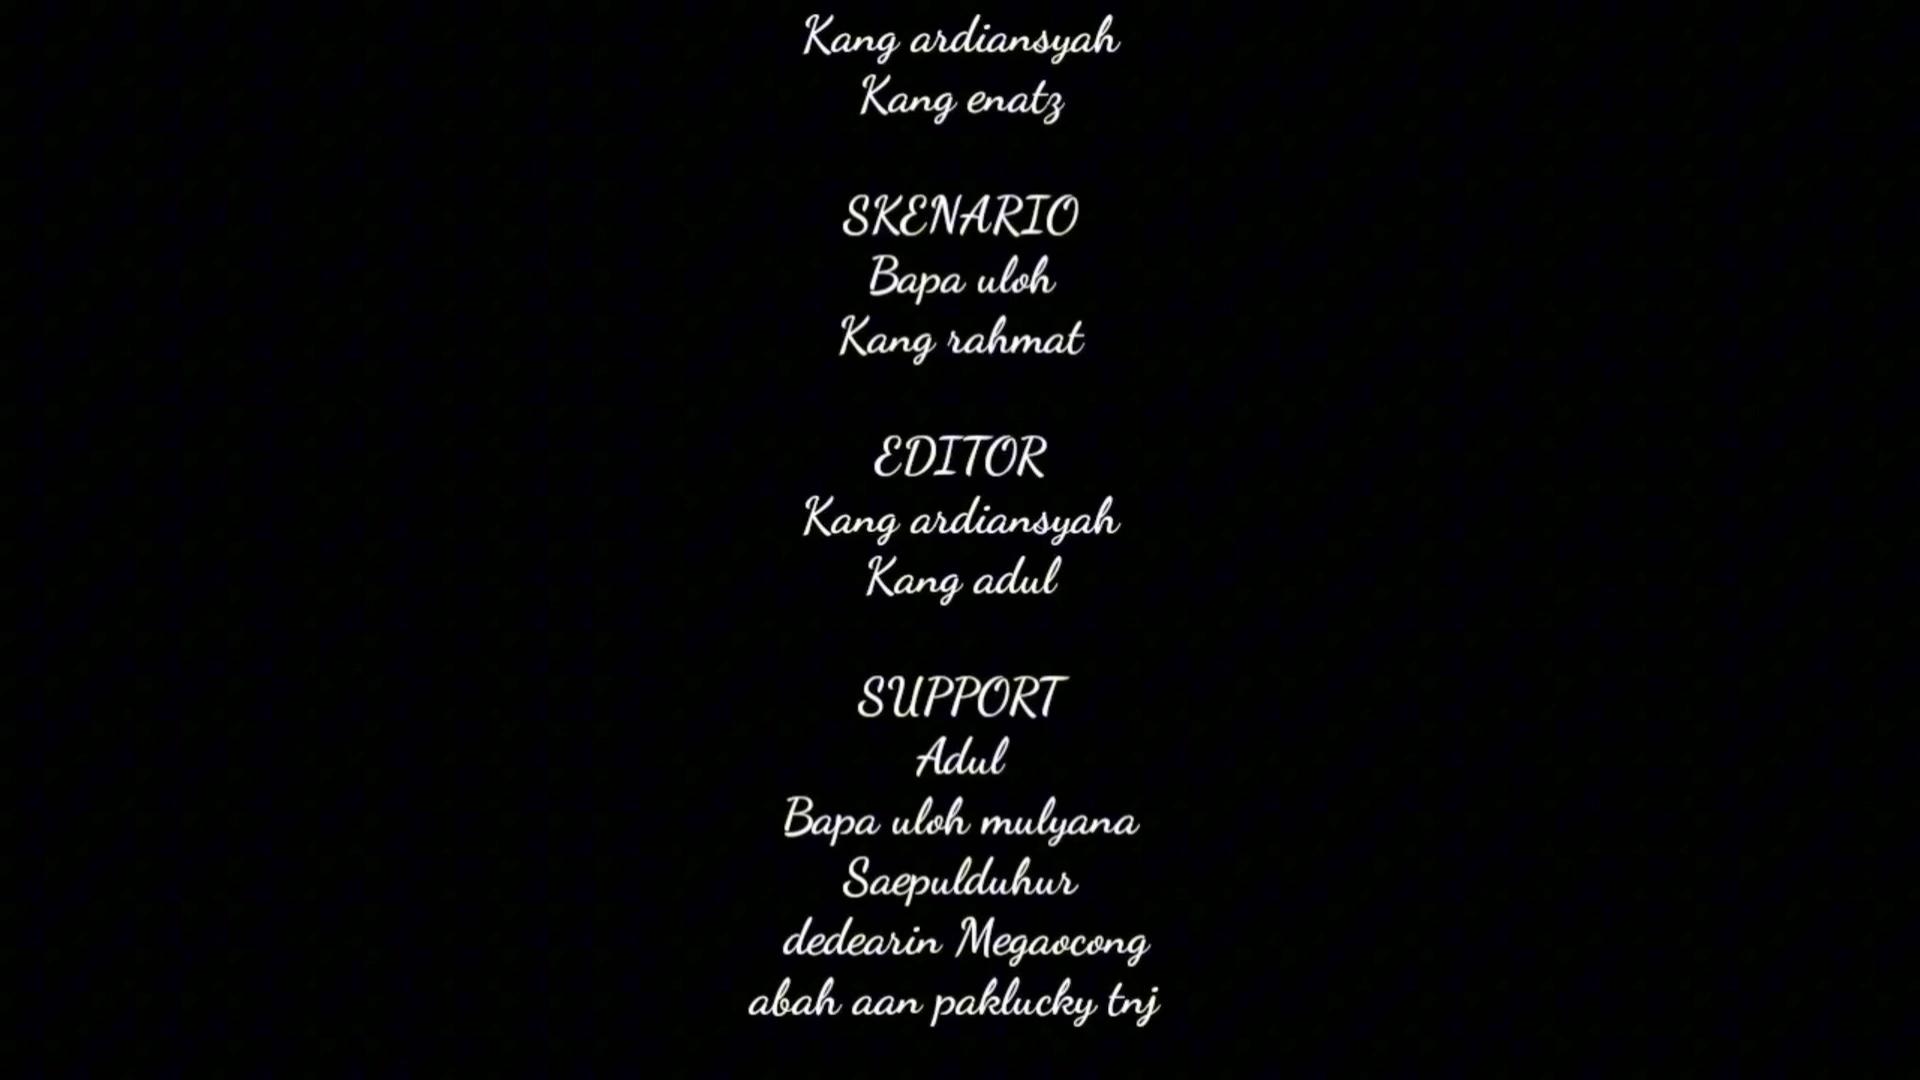 Kang ardiansyah
Kang enatz
SKENARIO
Bapa uloh
Kang rahmat
EDITOR
Kang ardiansyah
Kang adul
SUPPORT
Adul
Bapa uloh mulyana
Saepulduhur
dedearin Megaocong
abah aan paklucky tnj